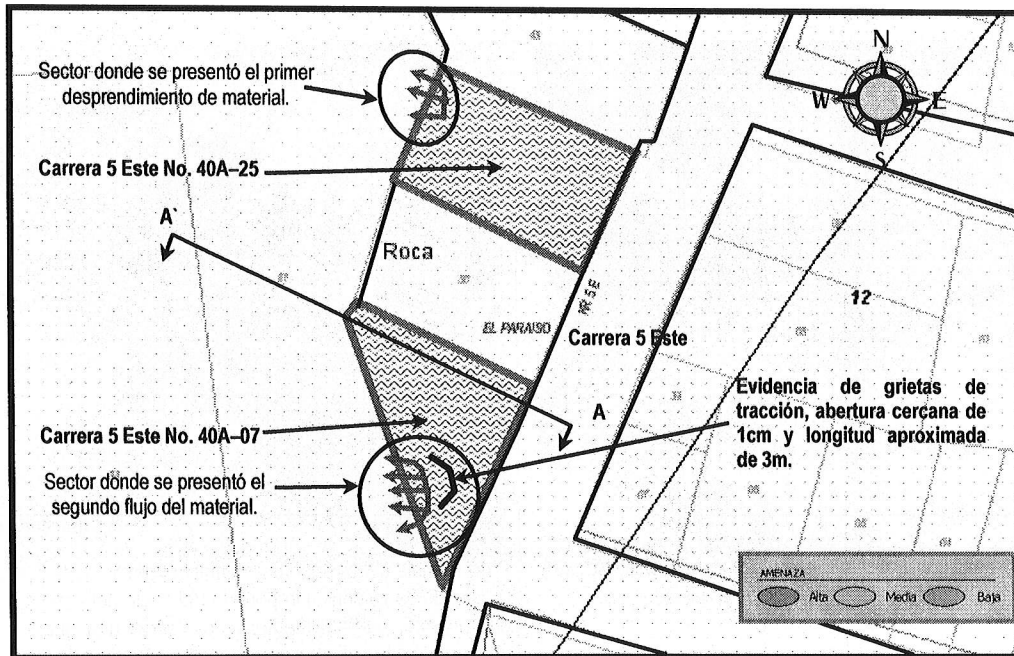 Sector donde se presentó el primer
desprendimiento de material.
N
W
E
S
Carrera 5 Este No. 40A–25
A`
Roca
12
EL PARAISO
Carrera 5 Este
Evidencia de grietas de
tracción, abertura cercana de
1cm y longitud aproximada
de 3m.
A
Carrera 5 Este No. 40A–07
Sector donde se presentó el
segundo flujo del material.
AMENAZA
Alta
Media
Baja